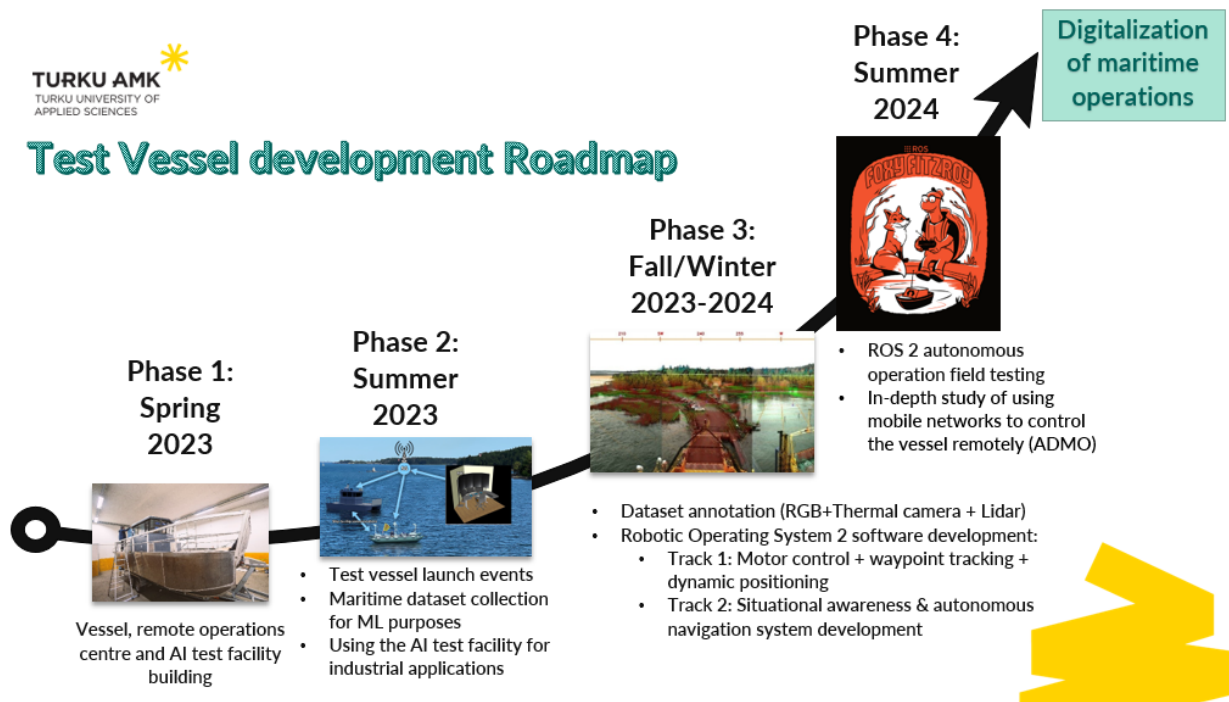 TURKU AMK
TURKU UNIVERSITY OF
APPLIED SCIENCES
Test Vessel development Roadmap
Phase 1:
Spring
2023
Vessel, remote operations
centre and AI test facility
building
Phase 2:
Summer
2023
• Test vessel launch events
• Maritime dataset collection
for ML purposes
• Using the AI test facility for
industrial applications
Phase 3:
Fall/Winter
2023-2024
210
SW
240
W
• Dataset annotation (RGB+Thermal camera + Lidar)
• Robotic Operating System 2 software development:
• Track 1: Motor control + waypoint tracking +
dynamic positioning
• Track 2: Situational awareness & autonomous
navigation system development
Phase 4:
Summer
2024
ROS
FOXY FITZROY
• ROS 2 autonomous
operation field testing
• In-depth study of using
mobile networks to control
the vessel remotely (ADMO)
Digitalization
of maritime
operations